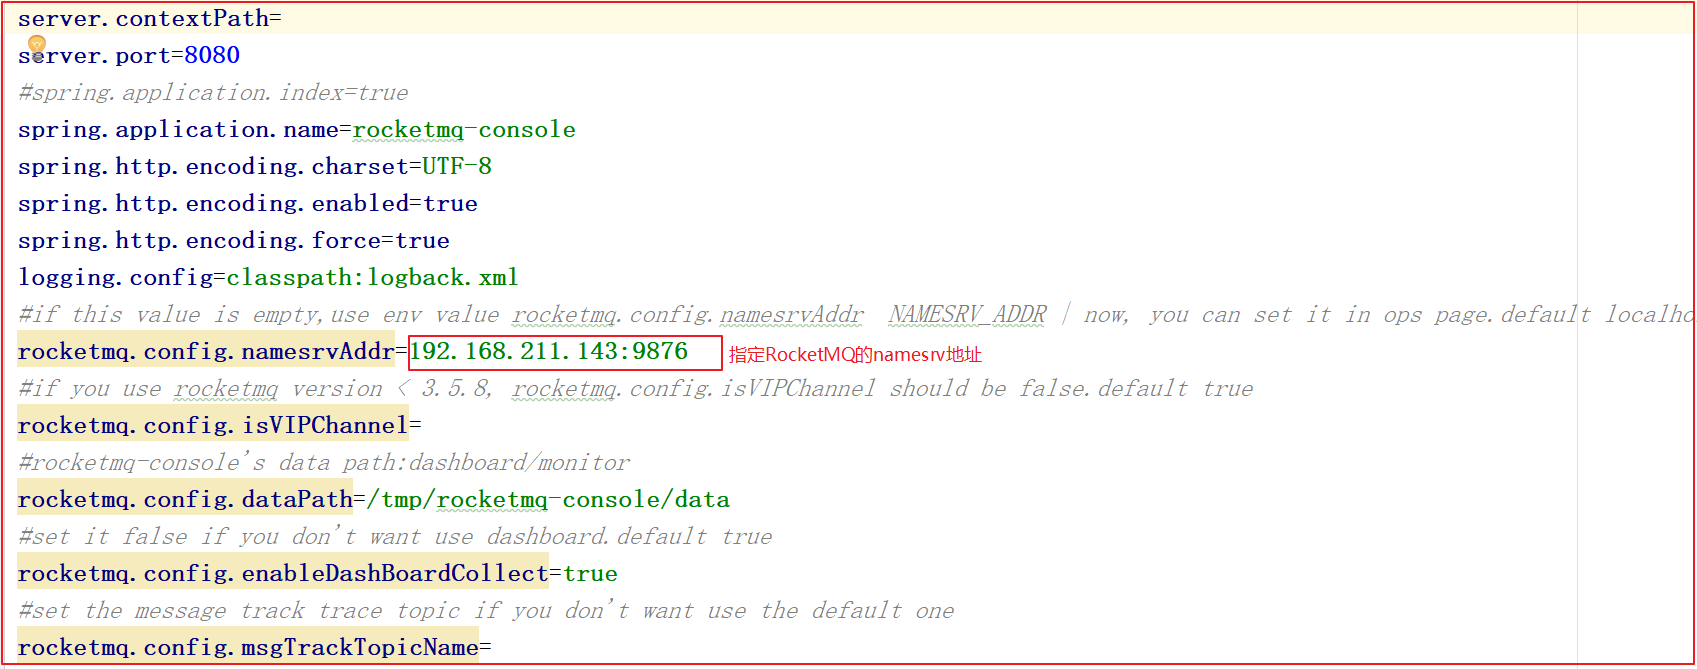 server.contextPath=
server.port=8080
#spring.application.index=true
spring.application.name=rocketmq-console
spring.http.encoding.charset=UTF-8
spring.http.encoding.enabled=true
spring.http.encoding.force=true
logging.config=classpath:logback.xml
#if this value is empty,use env value rocketmq.config.namesrvAddr  NAMESRV_ADDR | now, you can set it in ops page.default localho
rocketmq.config.namesrvAddr=192.168.211.143:9876 指定RocketMQ的namesrv地址
#if you use rocketmq version < 3.5.8, rocketmq.config.isVIPChannel should be false.default true
rocketmq.config.isVIPChannel=
#rocketmq-console's data path:dashboard/monitor
rocketmq.config.dataPath=/tmp/rocketmq-console/data
#set it false if you don't want use dashboard.default true
rocketmq.config.enableDashBoardCollect=true
#set the message track trace topic if you don't want use the default one
rocketmq.config.msgTrackTopicName=